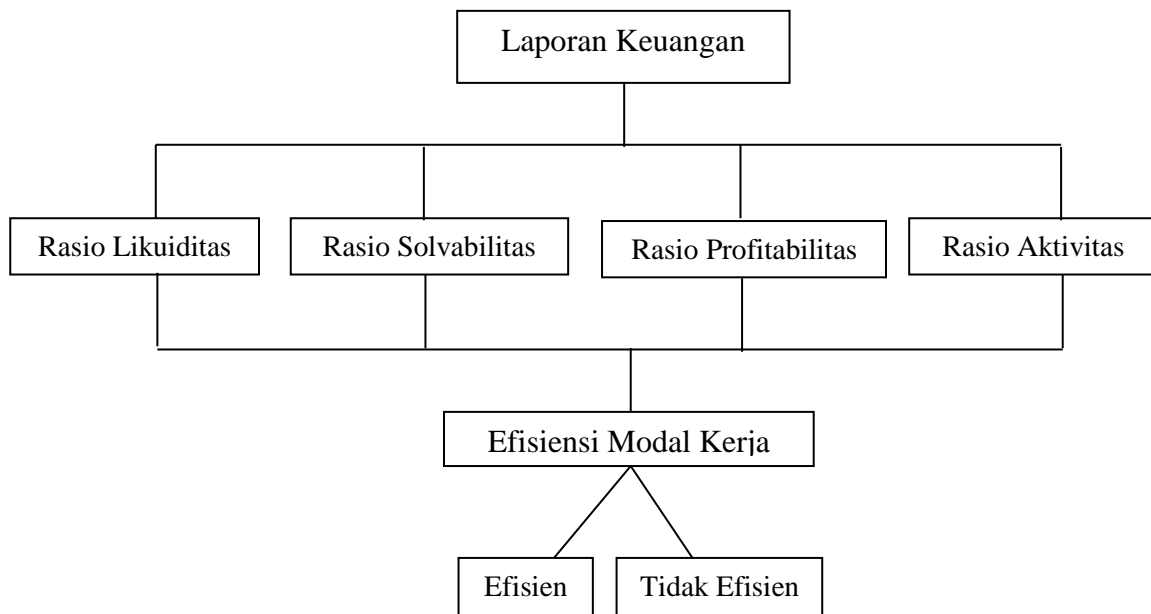 Laporan Keuangan
Rasio Likuiditas
Rasio Solvabilitas
Rasio Profitabilitas
Rasio Aktivitas
Efisiensi Modal Kerja
Efisien
Tidak Efisien